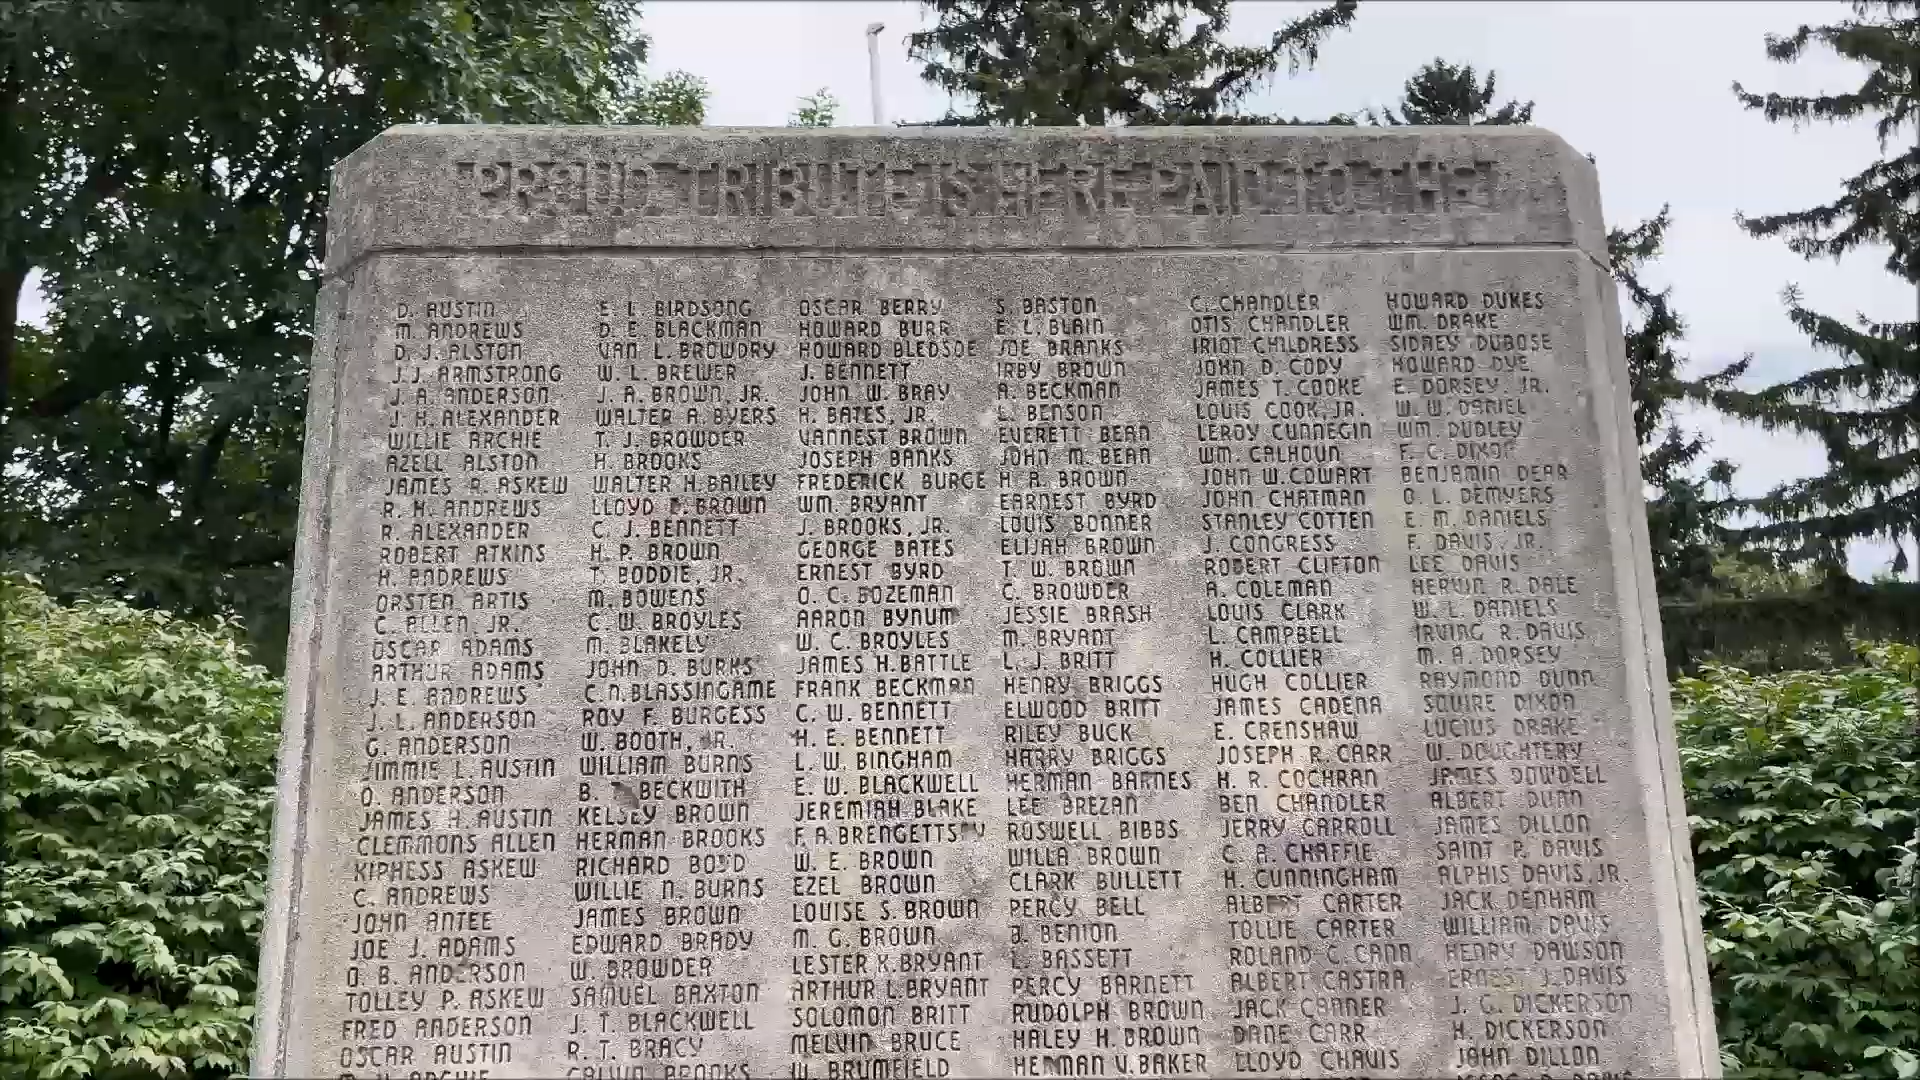 PROUD TRIBUTE IS HERE PAID TO THE
D. AUSTIN
M. ANDREWS
D. J. ALSTON
J. J. ARMSTRONG
J. A. ANDERSON
J. H. ALEXANDER
WILLIE ARCHIE
AZELL ALSTON
JAMES R. ASKEW
R. H. ANDREWS
R. ALEXANDER
ROBERT ATKINS
H. ANDREWS
ORSTEN ARTIS
C. ALLEN, JR.
OSCAR ADAMS
ARTHUR ADAMS
J. E. ANDREWS
J. L. ANDERSON
G. ANDERSON
JIMMIE L. AUSTIN
O. ANDERSON
JAMES H. AUSTIN
CLEMMONS ALLEN
KIPHESS ASKEW
C. ANDREWS
JOHN ANTEE
JOE J. ADAMS
O. B. ANDERSON
TOLLEY P. ASKEW
FRED ANDERSON
OSCAR AUSTIN
ARCHIE
E. L. BIRDSONG
D. E. BLACKMAN
VAN L. BROWDRY
W. L. BREWER
J. A. BROWN, JR.
WALTER A. BYERS
T. J. BROWDER
H. BROOKS
WALTER H. BAILEY
LLOYD BROWN
C. J. BENNETT
H. P. BROWN
T. BODDIE, JR.
M. BOWENS
C. W. BROYLES
M. BLAKELY
JOHN D. BURKS
C. N. BLASSINGAME
ROY F. BURGESS
W. BOOTH, JR.
WILLIAM BURNS
B. BECKWITH
KELSEY BROWN
HERMAN BROOKS
RICHARD BOYD
WILLIE N. BURNS
JAMES BROWN
EDWARD BRADY
W. BROWDER
SAMUEL BAXTON
J. T. BLACKWELL
R. T. BRACY
CALVIN BROOKS
OSCAR BERRY
HOWARD BURR
HOWARD BLEDSOE
J. BENNETT
JOHN W. BRAY
H. BATES, JR.
VANNEST BROWN
JOSEPH BANKS
FREDERICK BURGE
WM. BRYANT
J. BROOKS, JR.
GEORGE BATES
ERNEST BYRD
O. C. BOZEMAN
AARON BYNUM
W. C. BROYLES
JAMES H. BATTLE
FRANK BECKMAN
C. W. BENNETT
H. E. BENNETT
L. W. BINGHAM
E. W. BLACKWELL
JEREMIAH BLAKE
F. A. BRENGETTSY
W. E. BROWN
EZEL BROWN
LOUISE S. BROWN
M. G. BROWN
LESTER K. BRYANT
ARTHUR L. BRYANT
SOLOMON BRITT
MELVIN BRUCE
W. BRUMFIELD
S. BASTON
E. L. BLAIN
JOE BRANKS
IRBY BROWN
A. BECKMAN
L. BENSON
EVERETT BEAN
JOHN M. BEAN
H. A. BROWN
EARNEST BYRD
LOUIS BONNER
ELIJAH BROWN
T. W. BROWN
C. BROWDER
JESSIE BRASH
M. BRYANT
L. J. BRITT
HENRY BRIGGS
ELWOOD BRITT
RILEY BUCK
HARRY BRIGGS
HERMAN BARNES
LEE BREZAN
ROSWELL BIBBS
WILLA BROWN
CLARK BULLETT
PERCY BELL
B. BENION
L. BASSETT
PERCY BARNETT
RUDOLPH BROWN
HALEY H. BROWN
HERMAN V. BAKER
C. CHANDLER
OTIS CHANDLER
IRIOT CHILDRESS
JOHN D. CODY
JAMES T. COOKE
LOUIS COOK, JR.
LEROY CUNNEGIN
WM. CALHOUN
JOHN W. COWART
JOHN CHATMAN
STANLEY COTTEN
J. CONGRESS
ROBERT CLIFTON
A. COLEMAN
LOUIS CLARK
L. CAMPBELL
H. COLLIER
HUGH COLLIER
JAMES CADENA
E. CRENSHAW
JOSEPH R. CARR
H. R. COCHRAN
BEN CHANDLER
JERRY CARROLL
C. A. CHAFFIE
H. CUNNINGHAM
ALBERT CARTER
TOLLIE CARTER
ROLAND C. CANN
ALBERT CASTRA
JACK CANNER
DANE CARR
LLOYD CHAVIS
HOWARD DUKES
WM. DRAKE
SIDNEY DUBOSE
HOWARD DYE
E. DORSEY, JR.
W. W. DANIEL
WM. DUDLEY
F. C. DIXON
BENJAMIN DEAR
O. L. DEMYERS
E. M. DANIELS
F. DAVIS, JR.
LEE DAVIS
HERVIN R. DALE
W. L. DANIELS
IRVING R. DAVIS
M. A. DORSEY
RAYMOND DUNN
SQUIRE DIXON
LUCIUS DRAKE
W. DOUGHTERY
JAMES DOWDELL
ALBERT DUNN
JAMES DILLON
SAINT P. DAVIS
ALPHIS DAVIS, JR.
JACK DENHAM
WILLIAM DAVIS
HENRY DAWSON
ERNEST J. DAVIS
J. G. DICKERSON
H. DICKERSON
JOHN DILLON